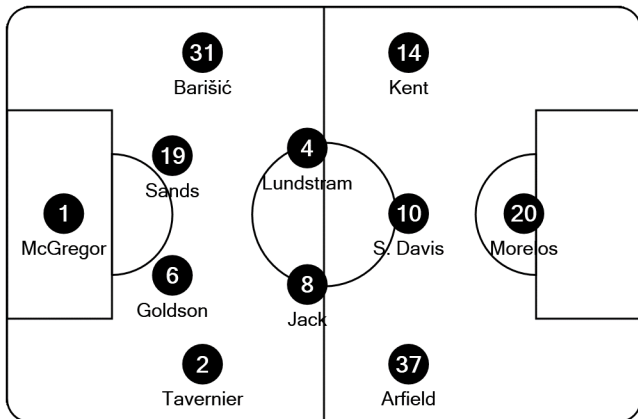 31
Barišić
14
Kent
19
Sands
4
Lundstram
1
McGregor
10
S. Davis
20
Morelos
6
Goldson
8
Jack
2
Tavernier
37
Arfield